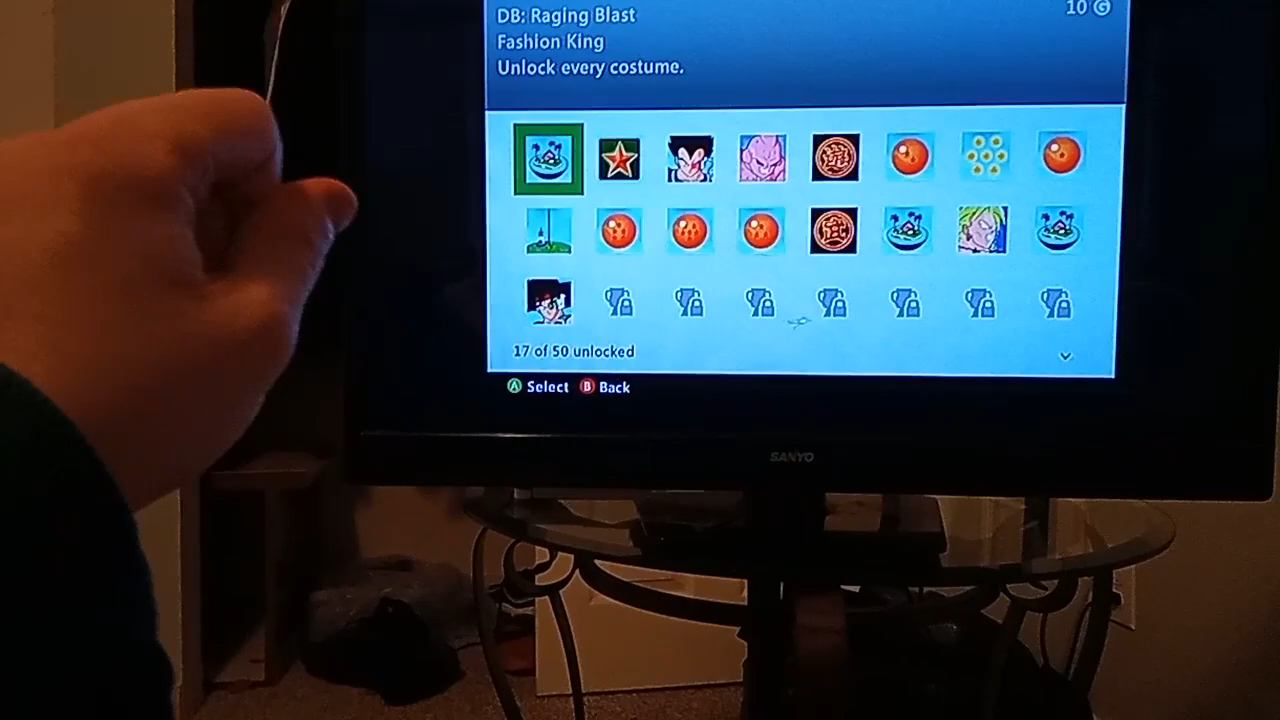 DB: Raging Blast
10 G
Fashion King
Unlock every costume.
17 of 50 unlocked
A Select B Back
SANYO